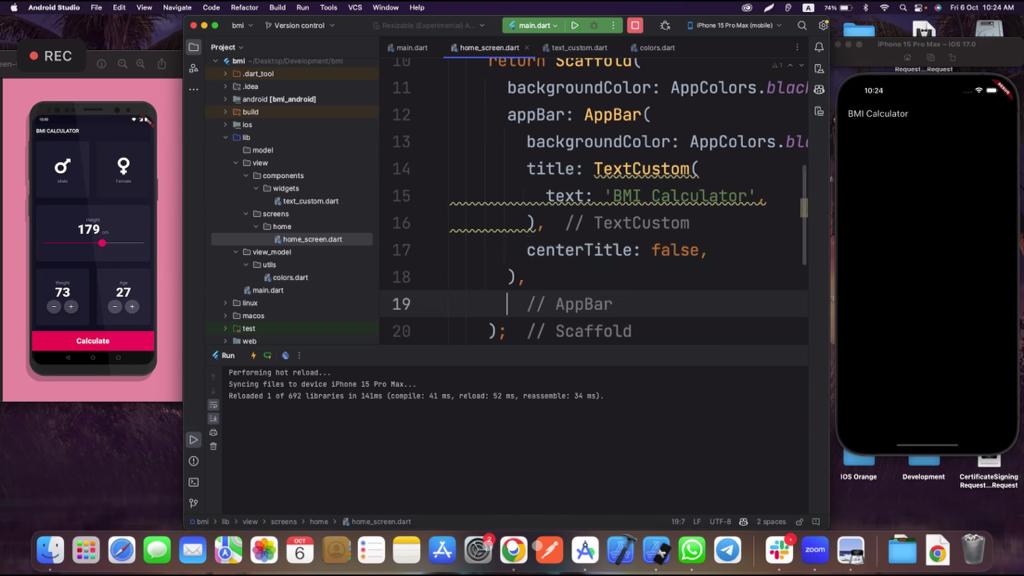 Android Studio File Edit View Navigate Code Refactor Build Run Tools VCS Window Help A 74% Fri 6 Oct 10:24 AM
bmi Version control Resizable (Experimental) A... main.dart iPhone 15 Pro Max (mobile)
REC
BMI CALCULATOR
Male
Female
Height
179 cm
Weight
73
Age
27
Calculate
Project
bmi ~/Desktop/Development/bmi
.dart_tool
.idea
android [bmi_android]
build
ios
lib
model
view
components
widgets
text_custom.dart
screens
home
home_screen.dart
view_model
utils
colors.dart
main.dart
linux
macos
test
web
main.dart home_screen.dart text_custom.dart colors.dart
10 return Scaffold(
11 backgroundColor: AppColors.black
12 appBar: AppBar(
13 backgroundColor: AppColors.bl
14 title: TextCustom(
15 text: 'BMI Calculator',
16 ), // TextCustom
17 centerTitle: false,
18 ),
19 // AppBar
20 ); // Scaffold
Run
Performing hot reload...
Syncing files to device iPhone 15 Pro Max...
Reloaded 1 of 692 libraries in 141ms (compile: 41 ms, reload: 52 ms, reassemble: 34 ms).
bmi lib view screens home home_screen.dart 19:7 LF UTF-8 2 spaces
iPhone 15 Pro Max – iOS 17.0
Request...Request
10:24
BMI Calculator
IOS Orange
Development
CertificateSigning
Request...Request
OCT
6
2
zoom